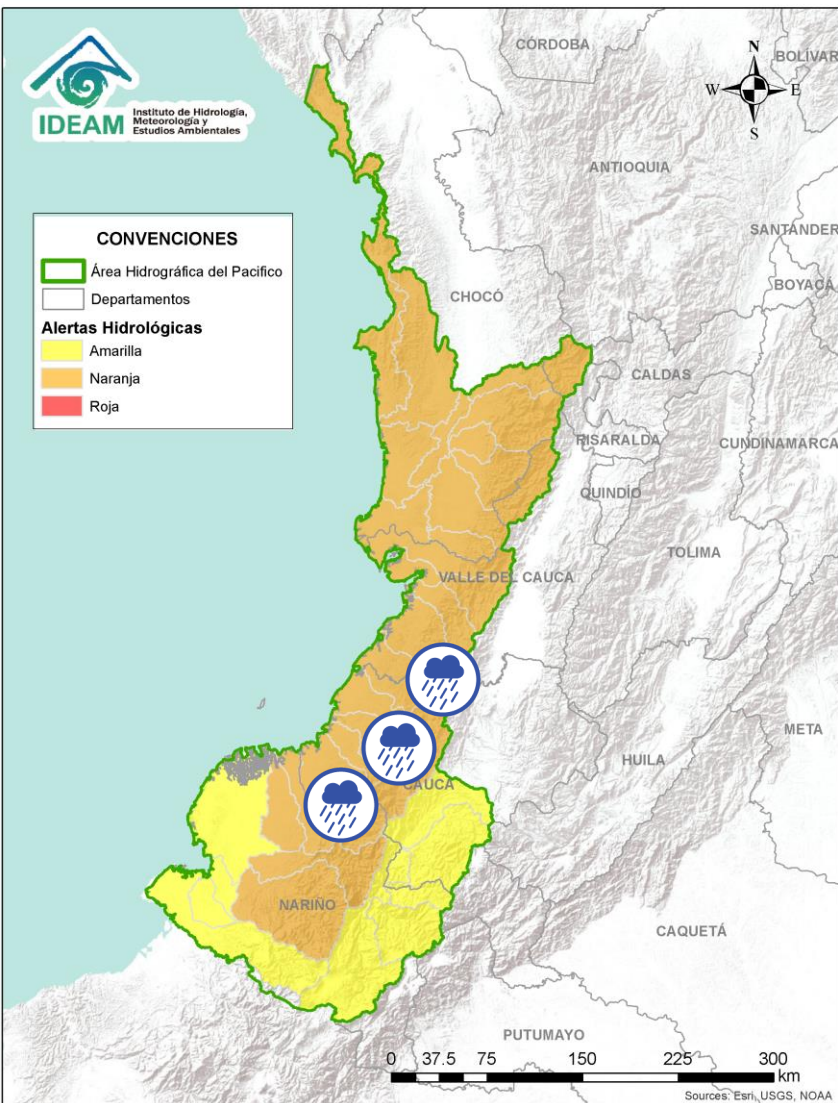 IDEAM
Instituto de Hidrología,
Meteorología y
Estudios Ambientales
CÓRDOBA
BOLÍVAR
N
W
E
S
ANTIOQUIA
SANTANDER
CONVENCIONES
Área Hidrográfica del Pacifico
Departamentos
Alertas Hidrológicas
Amarilla
Naranja
Roja
BOYACÁ
CHOCÓ
CALDAS
RISARALDA
CUNDINAMARCA
QUINDÍO
TOLIMA
VALLE DEL CAUCA
META
HUILA
CAUCA
NARIÑO
CAQUETÁ
PUTUMAYO
0 37.5 75 150 225 300
km
Sources: Esri, USGS, NOAA